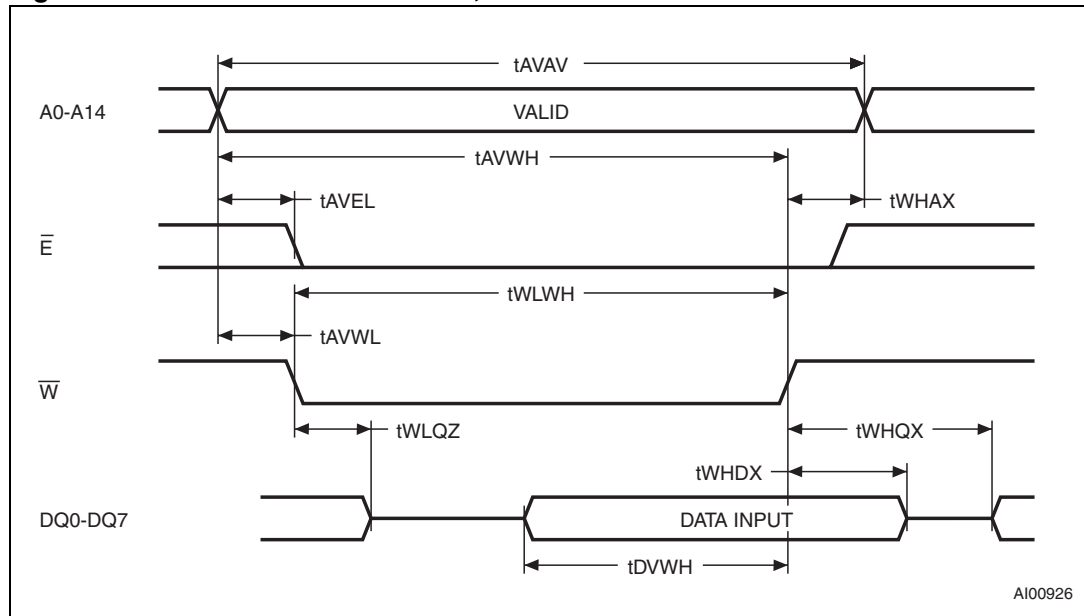 tAVAV
A0-A14
VALID
tAVWH
tAVEL
tWHAX
E̅
tWLWH
tAVWL
W̅
tWLQZ
tWHQX
tWHDX
DQ0-DQ7
DATA INPUT
tDVWH
AI00926